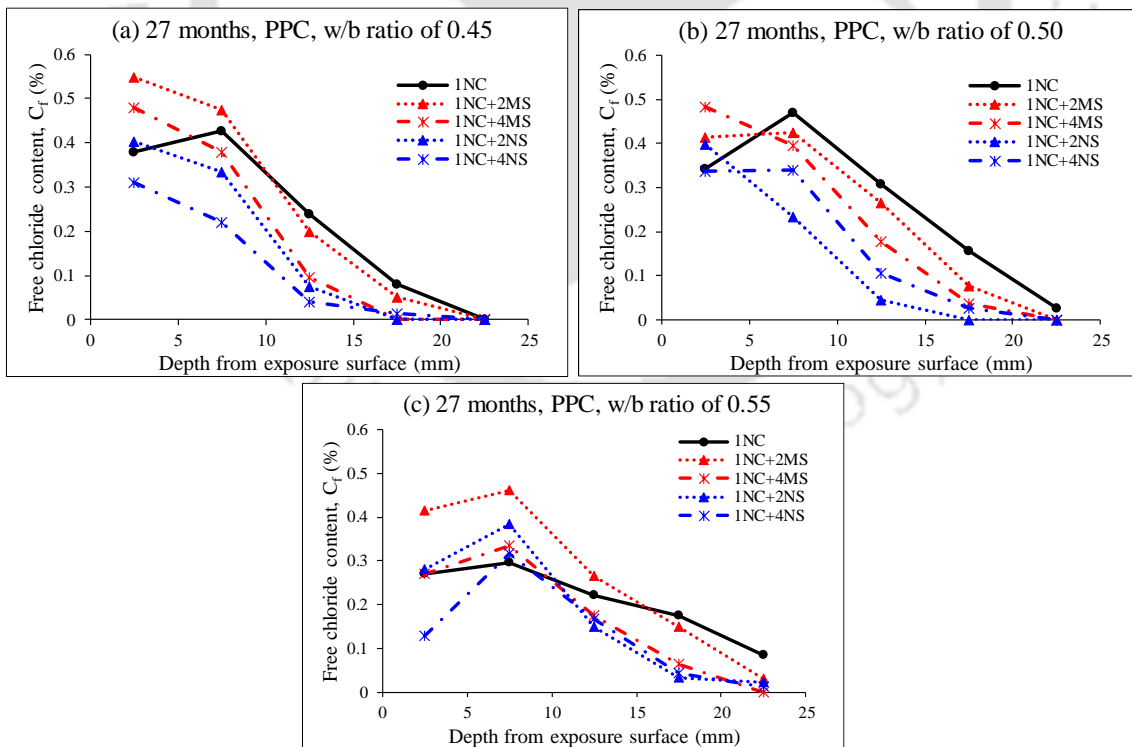 (a) 27 months, PPC, w/b ratio of 0.45
0.6
0.5
0.4
0.3
0.2
0.1
0
Free chloride content, C_f (%)
1NC
1NC+2MS
1NC+4MS
1NC+2NS
1NC+4NS
0 5 10 15 20 25
Depth from exposure surface (mm)
(b) 27 months, PPC, w/b ratio of 0.50
0.6
0.5
0.4
0.3
0.2
0.1
0
Free chloride content, C_f (%)
1NC
1NC+2MS
1NC+4MS
1NC+2NS
1NC+4NS
0 5 10 15 20 25
Depth from exposure surface (mm)
(c) 27 months, PPC, w/b ratio of 0.55
0.6
0.5
0.4
0.3
0.2
0.1
0
Free chloride content, C_f (%)
1NC
1NC+2MS
1NC+4MS
1NC+2NS
1NC+4NS
0 5 10 15 20 25
Depth from exposure surface (mm)